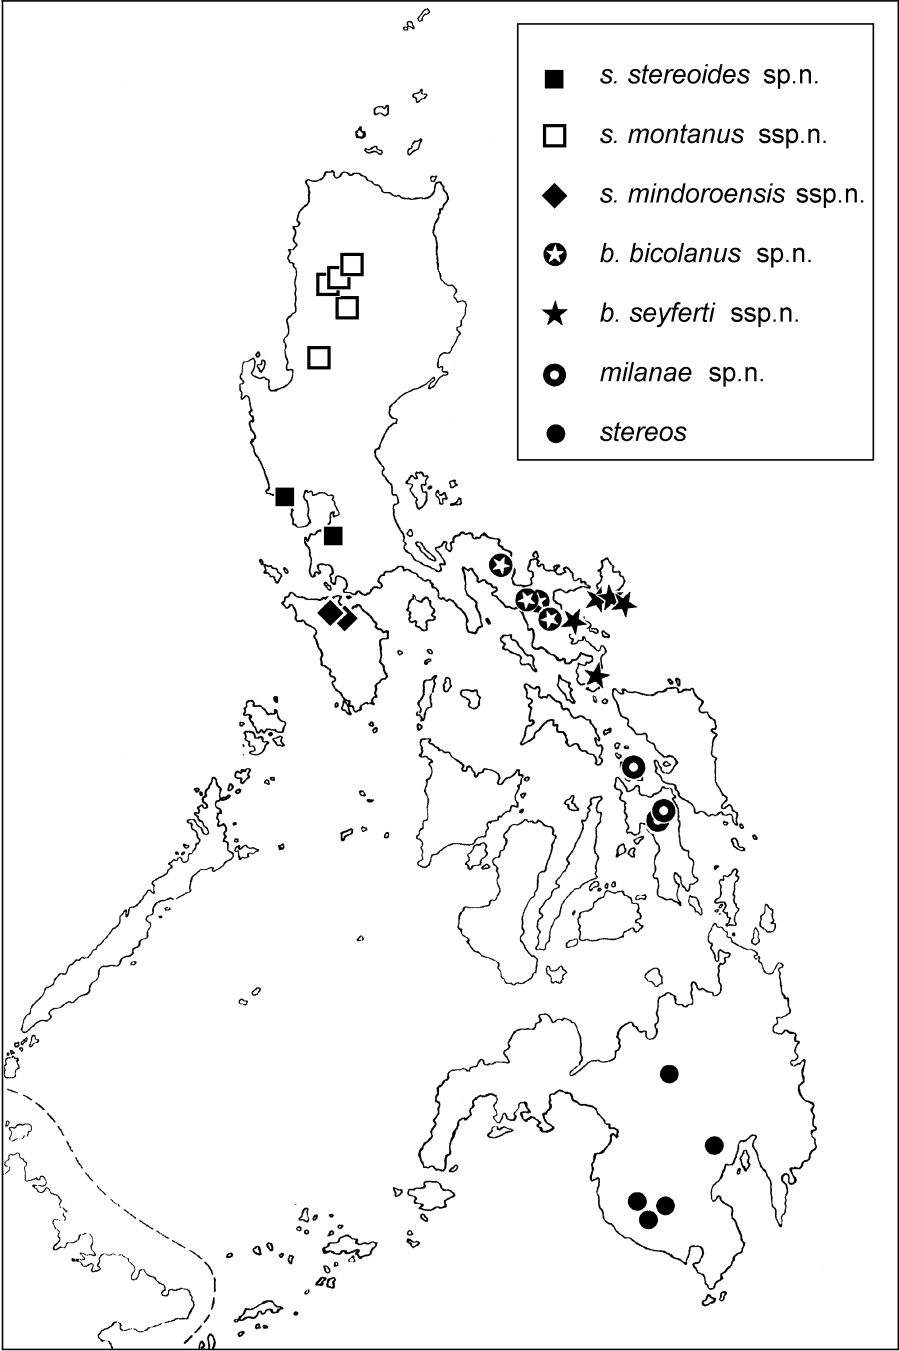 s. stereoides sp.n.
s. montanus ssp.n.
s. mindoroensis ssp.n.
b. bicolanus sp.n.
b. seyferti ssp.n.
milanae sp.n.
stereos